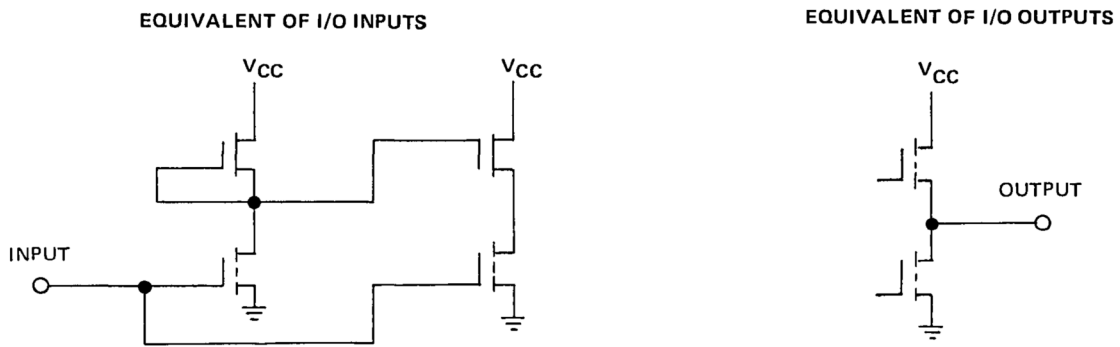 EQUIVALENT OF I/O INPUTS
EQUIVALENT OF I/O OUTPUTS
VCC
VCC
VCC
OUTPUT
INPUT